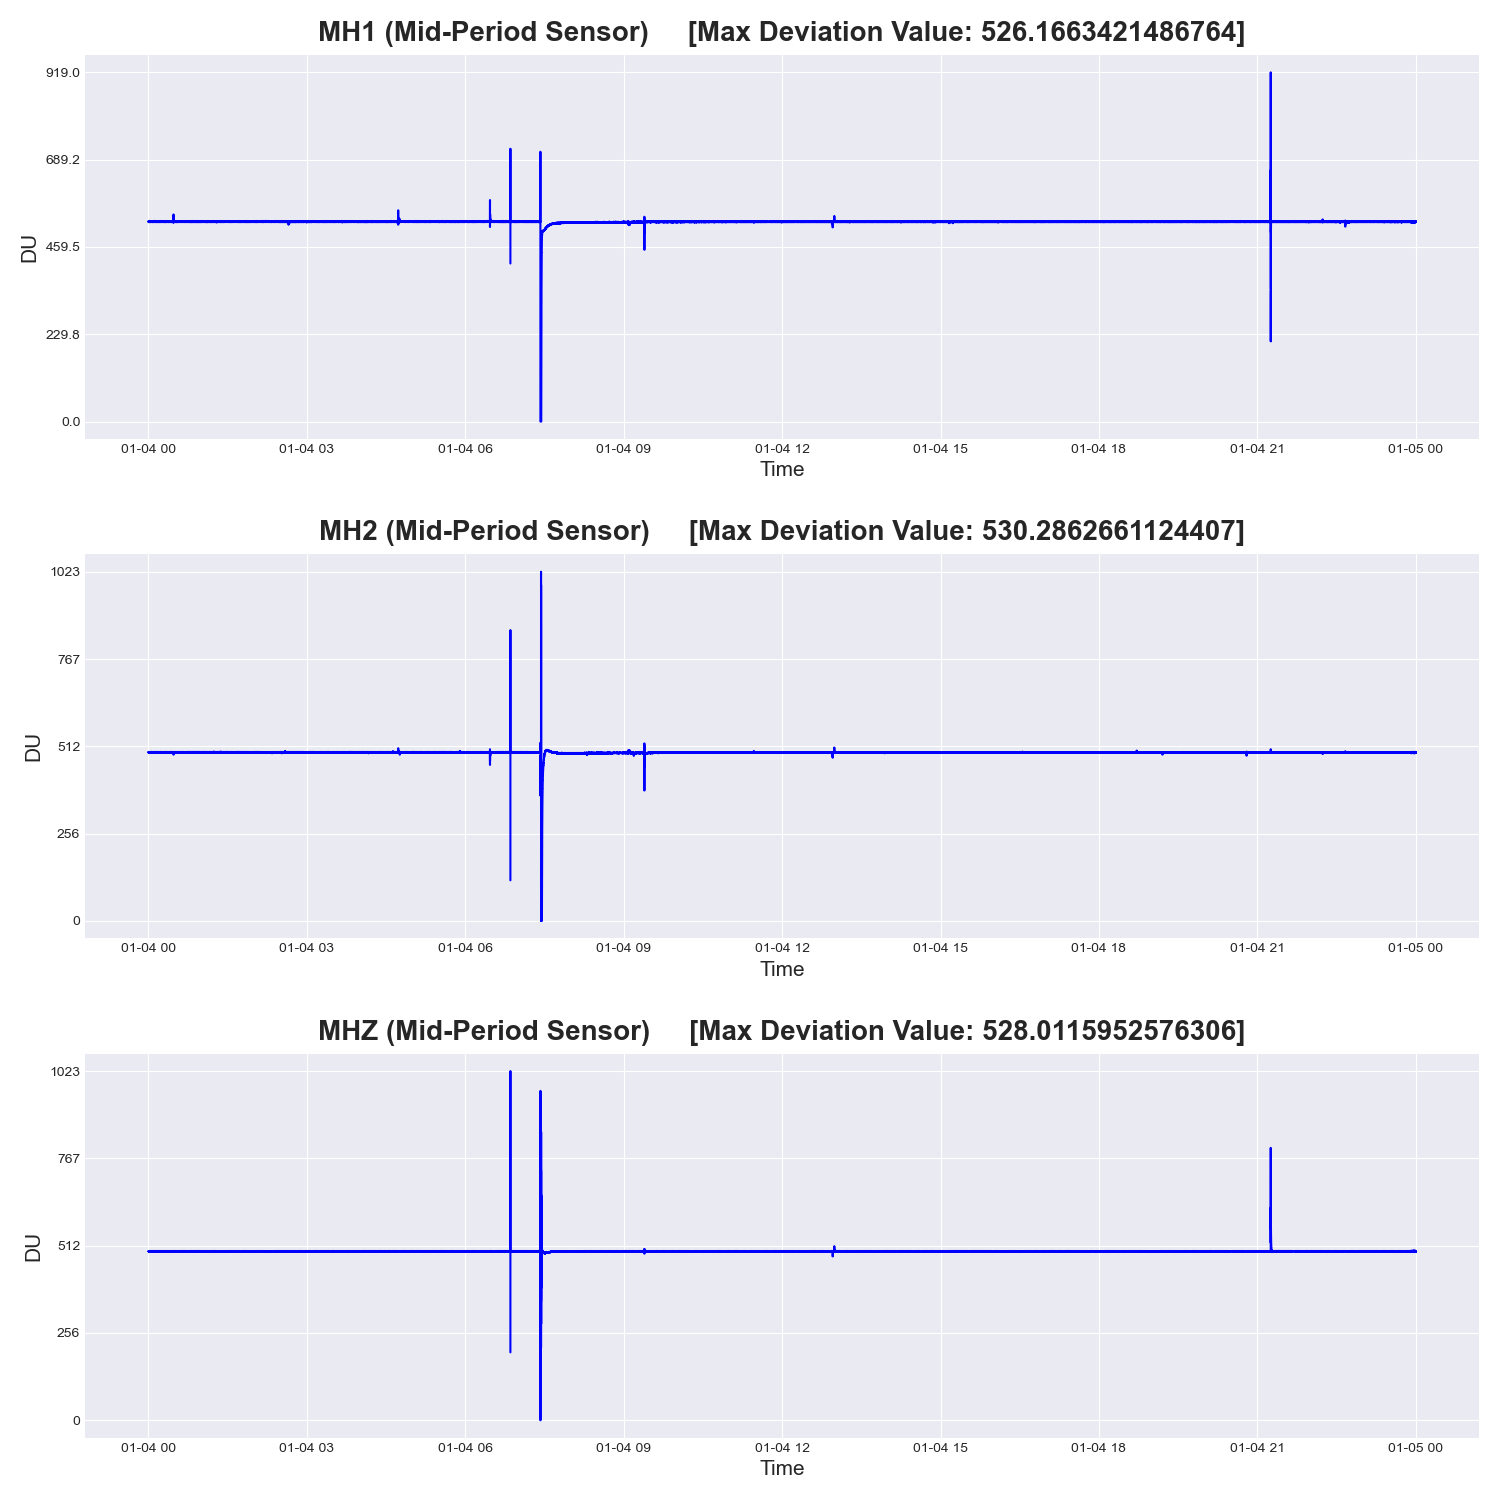 MH1 (Mid-Period Sensor) [Max Deviation Value: 526.1663421486764]
919.0
689.2
459.5
229.8
0.0
DU
01-04 00 01-04 03 01-04 06 01-04 09 01-04 12 01-04 15 01-04 18 01-04 21 01-05 00
Time
MH2 (Mid-Period Sensor) [Max Deviation Value: 530.2862661124407]
1023
767
512
256
0
DU
01-04 00 01-04 03 01-04 06 01-04 09 01-04 12 01-04 15 01-04 18 01-04 21 01-05 00
Time
MHZ (Mid-Period Sensor) [Max Deviation Value: 528.0115952576306]
1023
767
512
256
0
DU
01-04 00 01-04 03 01-04 06 01-04 09 01-04 12 01-04 15 01-04 18 01-04 21 01-05 00
Time